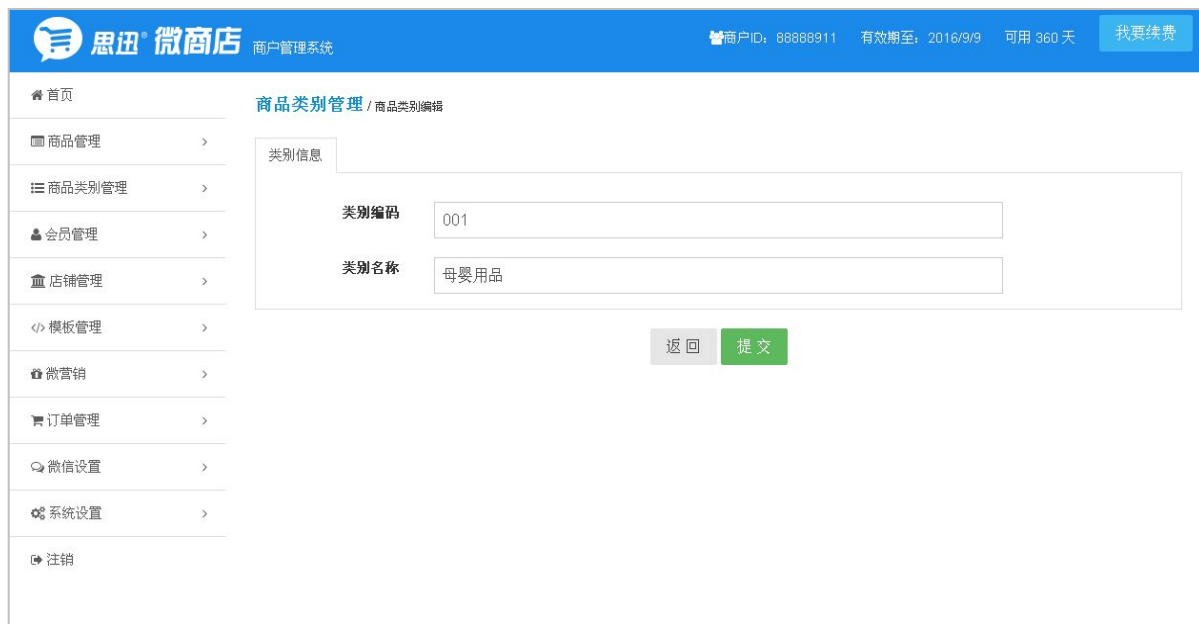 思迅® 微商店 商户管理系统 商户ID：88888911 有效期至：2016/9/9 可用 360 天 我要续费
首页
商品管理
商品类别管理
会员管理
店铺管理
模板管理
微营销
订单管理
微信设置
系统设置
注销
商品类别管理 / 商品类别编辑
类别信息
类别编码 001
类别名称 母婴用品
返 回 提 交